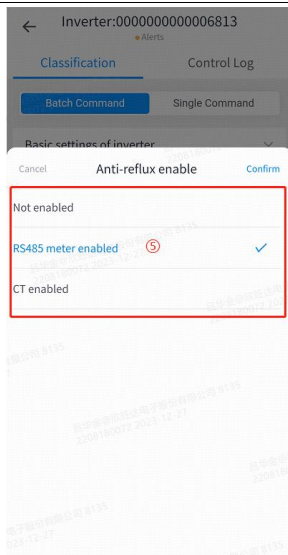 Inverter:0000000000006813
Alerts
Classification
Control Log
Batch Command
Single Command
Basic settings of inverter
Cancel
Anti-reflux enable
Confirm
Not enabled
RS485 meter enabled
⑤
CT enabled